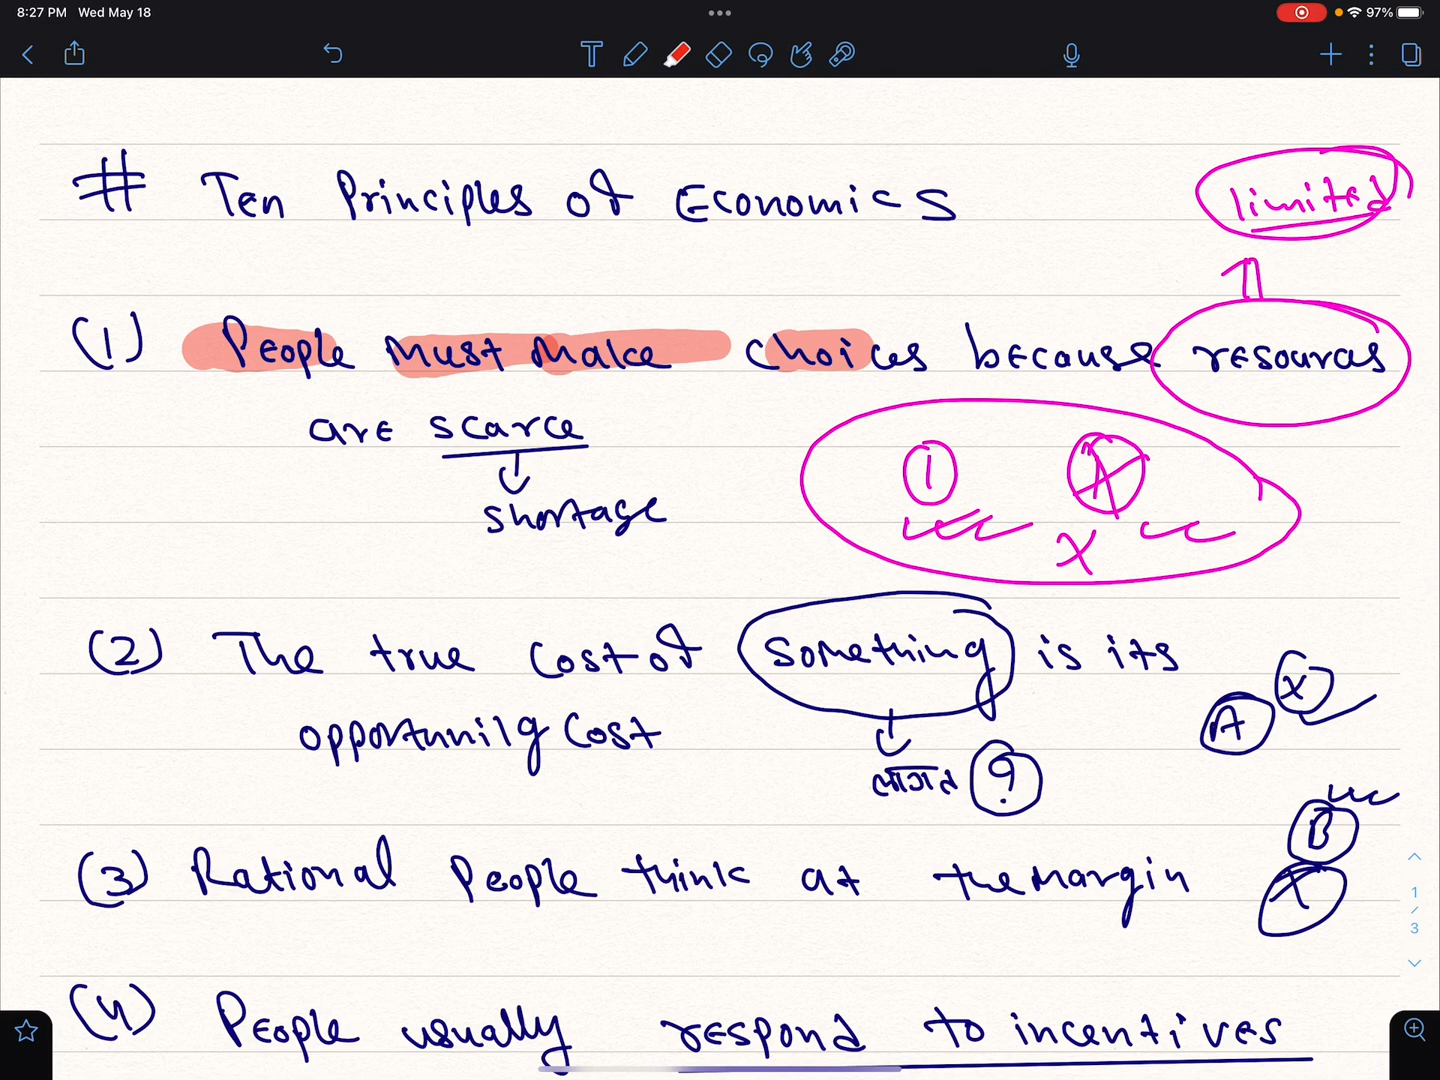 8:27 PM Wed May 18
97%
# Ten Principles of Economics
limited
(1) People must make choices because resources
are scarce
shortage
1
X
(2) The true cost of something is its
opportunity cost
?
X
A
B
X
(3) Rational people think at the margin
1
/
3
(4) People usually respond to incentives